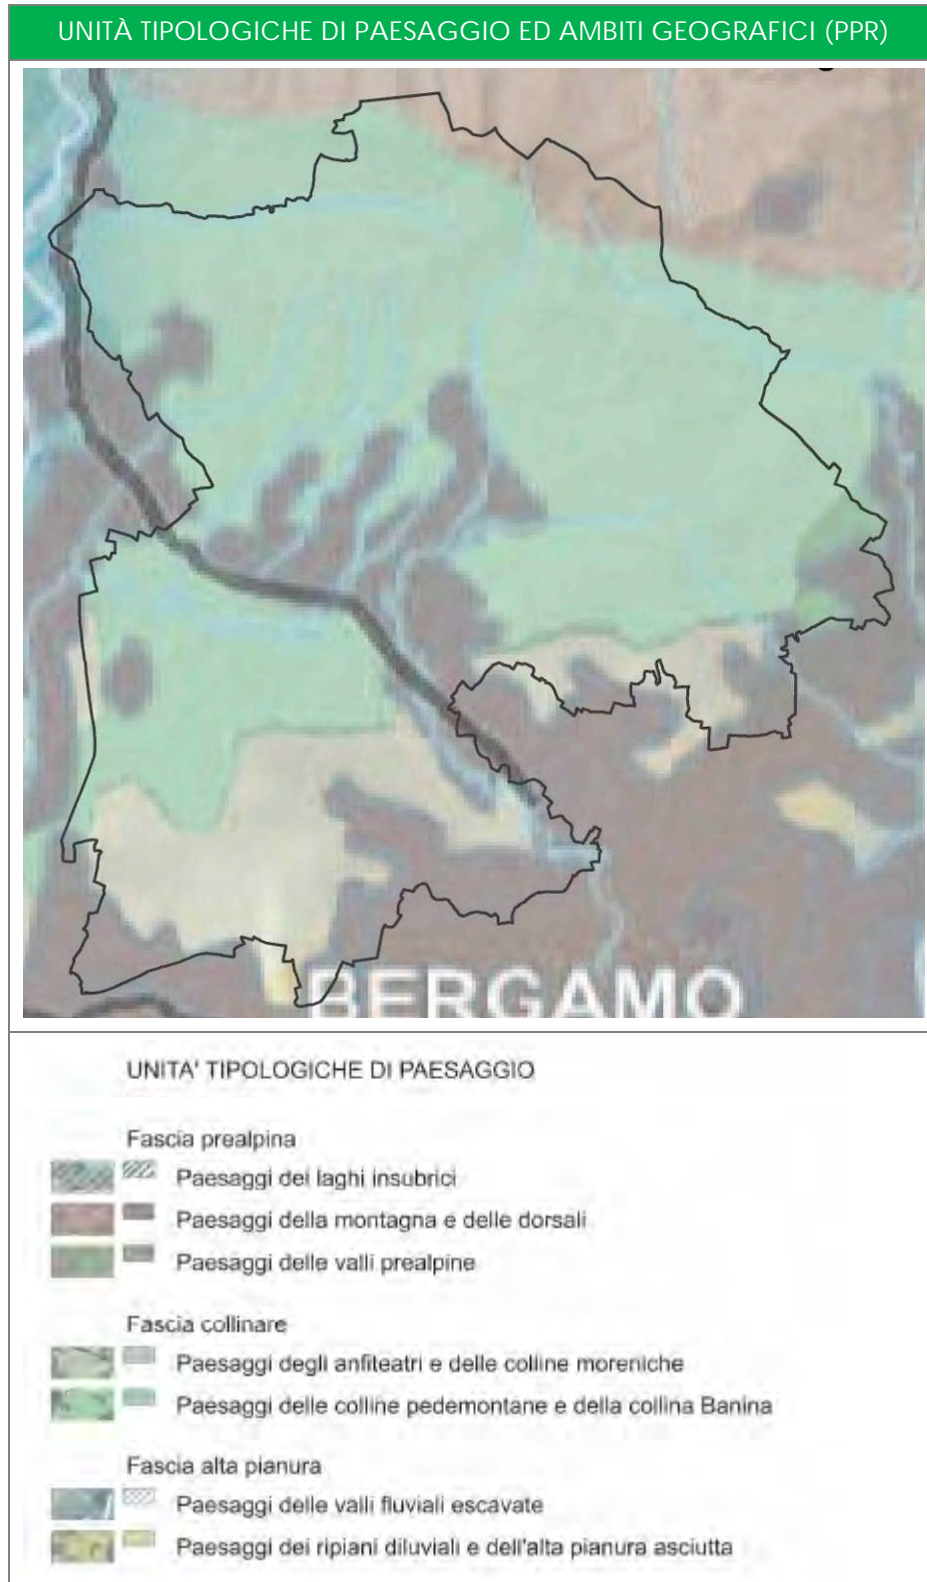 UNITÀ TIPOLOGICHE DI PAESAGGIO ED AMBITI GEOGRAFICI (PPR)
BERGAMO
UNITA' TIPOLOGICHE DI PAESAGGIO
Fascia prealpina
Paesaggi dei laghi insubrici
Paesaggi della montagna e delle dorsali
Paesaggi delle valli prealpine
Fascia collinare
Paesaggi degli anfiteatri e delle colline moreniche
Paesaggi delle colline pedemontane e della collina Banina
Fascia alta pianura
Paesaggi delle valli fluviali escavate
Paesaggi dei ripiani diluviali e dell'alta pianura asciutta